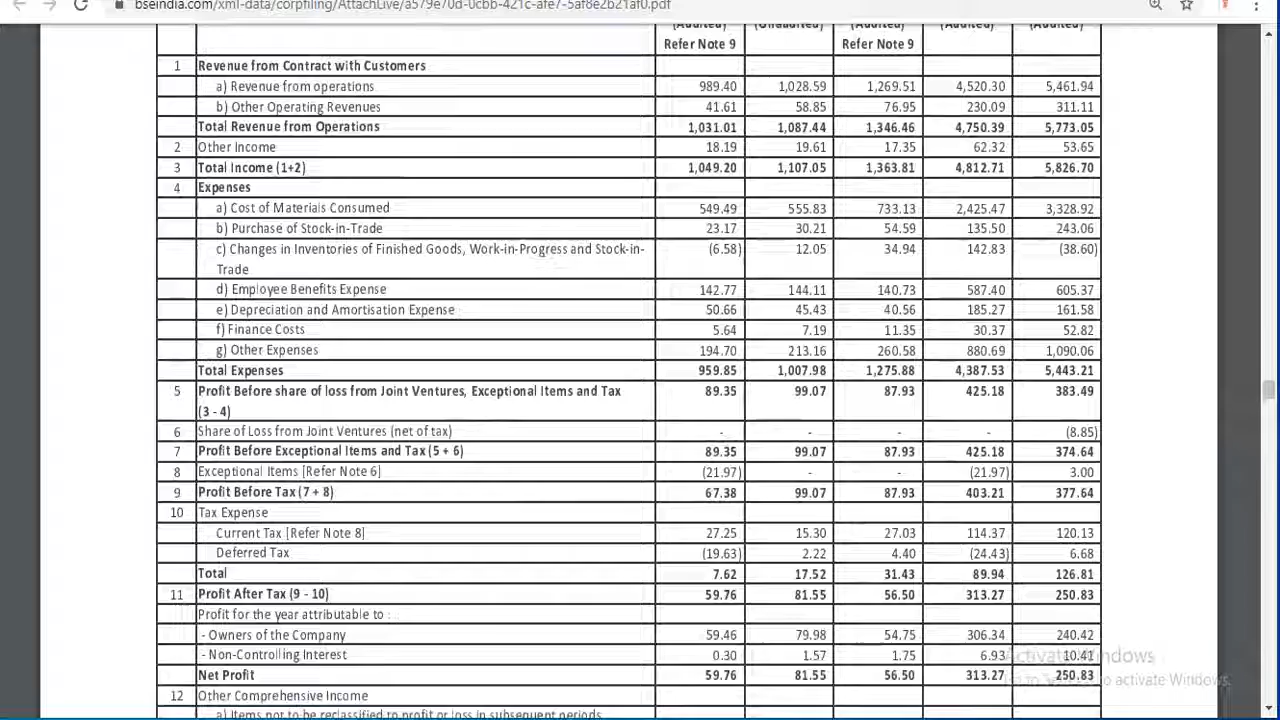 bseindia.com/xml-data/corpfiling/AttachLive/a579e70d-0cbb-421c-afe7-5af8e2b21af0.pdf
(Audited) (Unaudited) (Audited) (Audited) (Audited)
Refer Note 9 Refer Note 9
1 Revenue from Contract with Customers
a) Revenue from operations 989.40 1,028.59 1,269.51 4,520.30 5,461.94
b) Other Operating Revenues 41.61 58.85 76.95 230.09 311.11
Total Revenue from Operations 1,031.01 1,087.44 1,346.46 4,750.39 5,773.05
2 Other Income 18.19 19.61 17.35 62.32 53.65
3 Total Income (1+2) 1,049.20 1,107.05 1,363.81 4,812.71 5,826.70
4 Expenses
a) Cost of Materials Consumed 549.49 555.83 733.13 2,425.47 3,328.92
b) Purchase of Stock-in-Trade 23.17 30.21 54.59 135.50 243.06
c) Changes in Inventories of Finished Goods, Work-in-Progress and Stock-in- (6.58) 12.05 34.94 142.83 (38.60)
Trade
d) Employee Benefits Expense 142.77 144.11 140.73 587.40 605.37
e) Depreciation and Amortisation Expense 50.66 45.43 40.56 185.27 161.58
f) Finance Costs 5.64 7.19 11.35 30.37 52.82
g) Other Expenses 194.70 213.16 260.58 880.69 1,090.06
Total Expenses 959.85 1,007.98 1,275.88 4,387.53 5,443.21
5 Profit Before share of loss from Joint Ventures, Exceptional Items and Tax 89.35 99.07 87.93 425.18 383.49
(3 - 4)
6 Share of Loss from Joint Ventures (net of tax) - - - - (8.85)
7 Profit Before Exceptional Items and Tax (5 + 6) 89.35 99.07 87.93 425.18 374.64
8 Exceptional Items [Refer Note 6] (21.97) - - (21.97) 3.00
9 Profit Before Tax (7 + 8) 67.38 99.07 87.93 403.21 377.64
10 Tax Expense
Current Tax [Refer Note 8] 27.25 15.30 27.03 114.37 120.13
Deferred Tax (19.63) 2.22 4.40 (24.43) 6.68
Total 7.62 17.52 31.43 89.94 126.81
11 Profit After Tax (9 - 10) 59.76 81.55 56.50 313.27 250.83
Profit for the year attributable to :
- Owners of the Company 59.46 79.98 54.75 306.34 240.42
- Non-Controlling Interest 0.30 1.57 1.75 6.93 10.41
Activate Windows
Net Profit 59.76 81.55 56.50 313.27 250.83
to activate Windows.
12 Other Comprehensive Income
a) Items not to be reclassified to profit or loss in subsequent periods